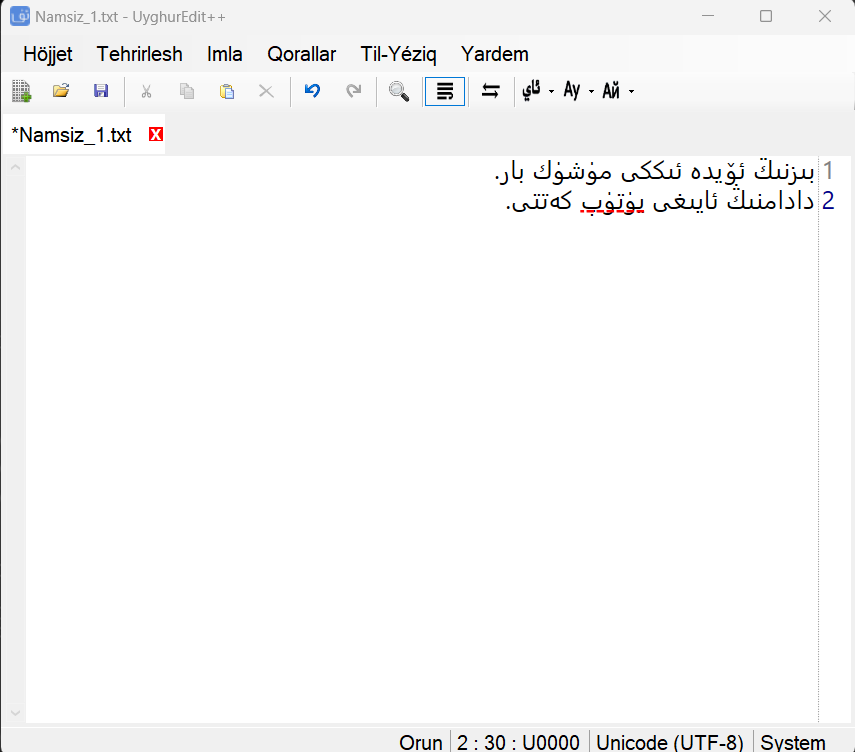 Namsiz_1.txt - UyghurEdit++
Höjjet Tehrirlesh Imla Qorallar Til-Yéziq Yardem
ئاي Ay Ай
*Namsiz_1.txt X
1 بىزنىڭ ئۆيدە ئىككى مۈشۈك بار.
2 دادامنىڭ ئايىغى يۈتۈپ كەتتى.
Orun 2 : 30 : U0000 Unicode (UTF-8) System